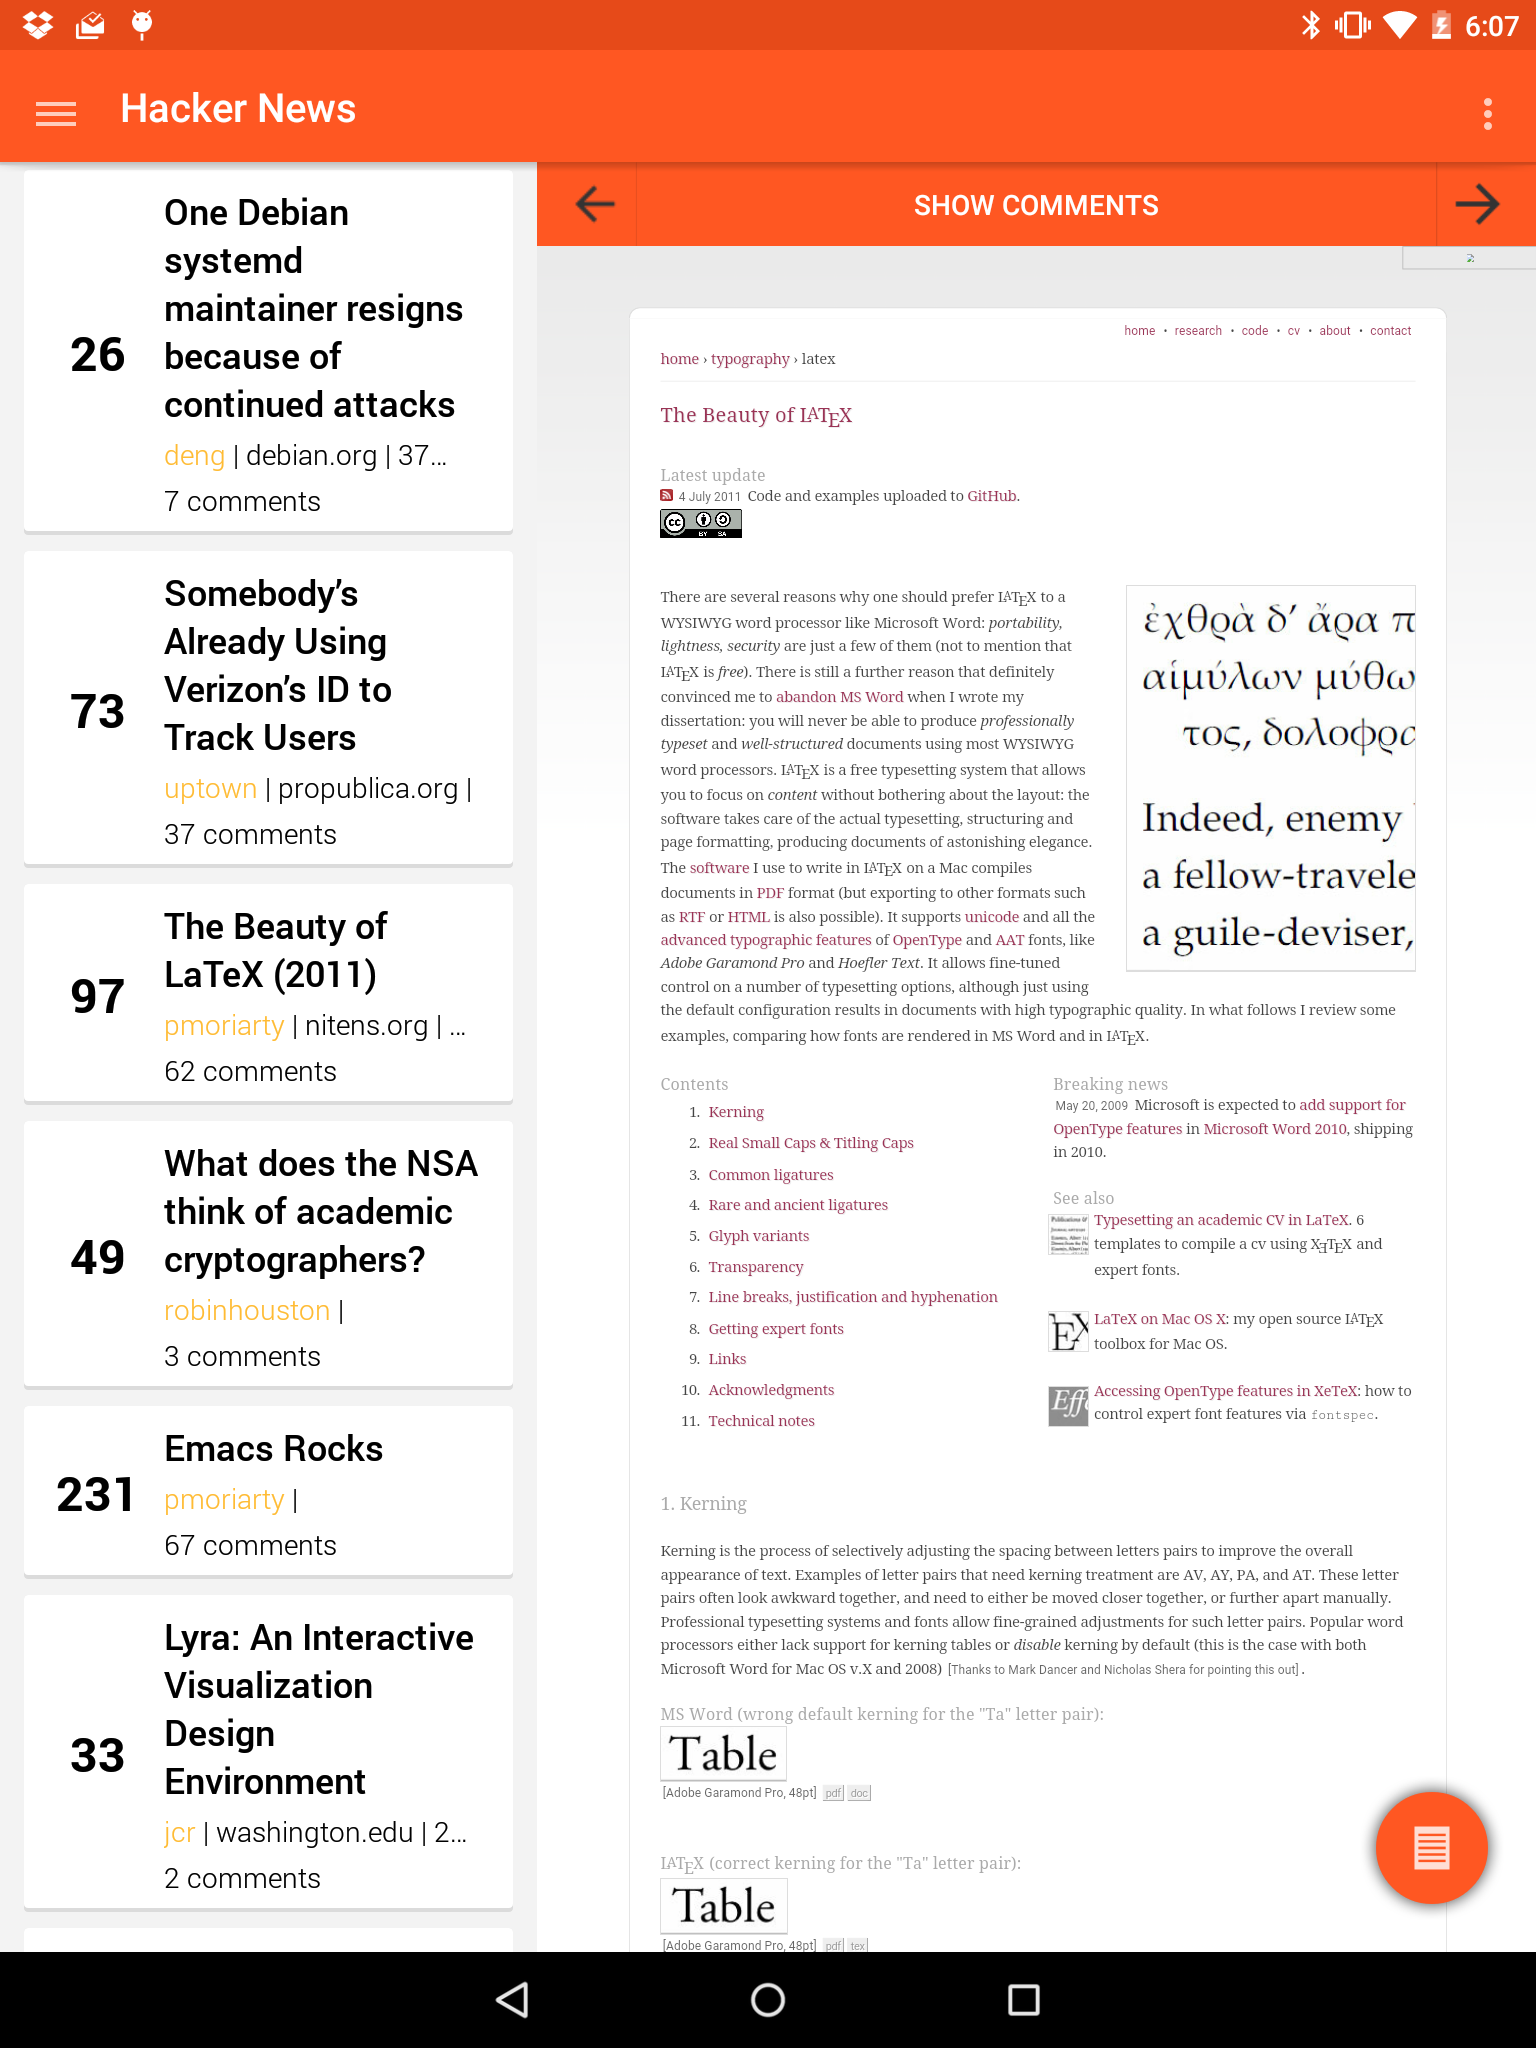 6:07
Hacker News
26
One Debian
systemd
maintainer resigns
because of
continued attacks
deng | debian.org | 37...
7 comments
73
Somebody's
Already Using
Verizon's ID to
Track Users
uptown | propublica.org |
37 comments
97
The Beauty of
LaTeX (2011)
pmoriarty | nitens.org | ...
62 comments
49
What does the NSA
think of academic
cryptographers?
robinhouston |
3 comments
231
Emacs Rocks
pmoriarty |
67 comments
33
Lyra: An Interactive
Visualization
Design
Environment
jcr | washington.edu | 2...
2 comments
SHOW COMMENTS
home • research • code • cv • about • contact
home › typography › latex
The Beauty of LATEX
Latest update
4 July 2011 Code and examples uploaded to GitHub.
cc BY SA
There are several reasons why one should prefer LATEX to a
WYSIWYG word processor like Microsoft Word: portability,
lightness, security are just a few of them (not to mention that
LATEX is free). There is still a further reason that definitely
convinced me to abandon MS Word when I wrote my
dissertation: you will never be able to produce professionally
typeset and well-structured documents using most WYSIWYG
word processors. LATEX is a free typesetting system that allows
you to focus on content without bothering about the layout: the
software takes care of the actual typesetting, structuring and
page formatting, producing documents of astonishing elegance.
The software I use to write in LATEX on a Mac compiles
documents in PDF format (but exporting to other formats such
as RTF or HTML is also possible). It supports unicode and all the
advanced typographic features of OpenType and AAT fonts, like
Adobe Garamond Pro and Hoefler Text. It allows fine-tuned
control on a number of typesetting options, although just using
the default configuration results in documents with high typographic quality. In what follows I review some
examples, comparing how fonts are rendered in MS Word and in LATEX.
ἐχθρὰ δ’ ἄρα π
αἱμύλων μύθω
τος, δολοφρα
Indeed, enemy
a fellow-travele
a guile-deviser,
Contents
1. Kerning
2. Real Small Caps & Titling Caps
3. Common ligatures
4. Rare and ancient ligatures
5. Glyph variants
6. Transparency
7. Line breaks, justification and hyphenation
8. Getting expert fonts
9. Links
10. Acknowledgments
11. Technical notes
Breaking news
May 20, 2009 Microsoft is expected to add support for
OpenType features in Microsoft Word 2010, shipping
in 2010.
See also
Typesetting an academic CV in LaTeX. 6
templates to compile a cv using XƎTEX and
expert fonts.
EX
LaTeX on Mac OS X: my open source LATEX
toolbox for Mac OS.
Effe
Accessing OpenType features in XeTeX: how to
control expert font features via fontspec.
1. Kerning
Kerning is the process of selectively adjusting the spacing between letters pairs to improve the overall
appearance of text. Examples of letter pairs that need kerning treatment are AV, AY, PA, and AT. These letter
pairs often look awkward together, and need to either be moved closer together, or further apart manually.
Professional typesetting systems and fonts allow fine-grained adjustments for such letter pairs. Popular word
processors either lack support for kerning tables or disable kerning by default (this is the case with both
Microsoft Word for Mac OS v.X and 2008) [Thanks to Mark Dancer and Nicholas Shera for pointing this out].
MS Word (wrong default kerning for the "Ta" letter pair):
Table
[Adobe Garamond Pro, 48pt] pdf doc
LATEX (correct kerning for the "Ta" letter pair):
Table
[Adobe Garamond Pro, 48pt] pdf tex